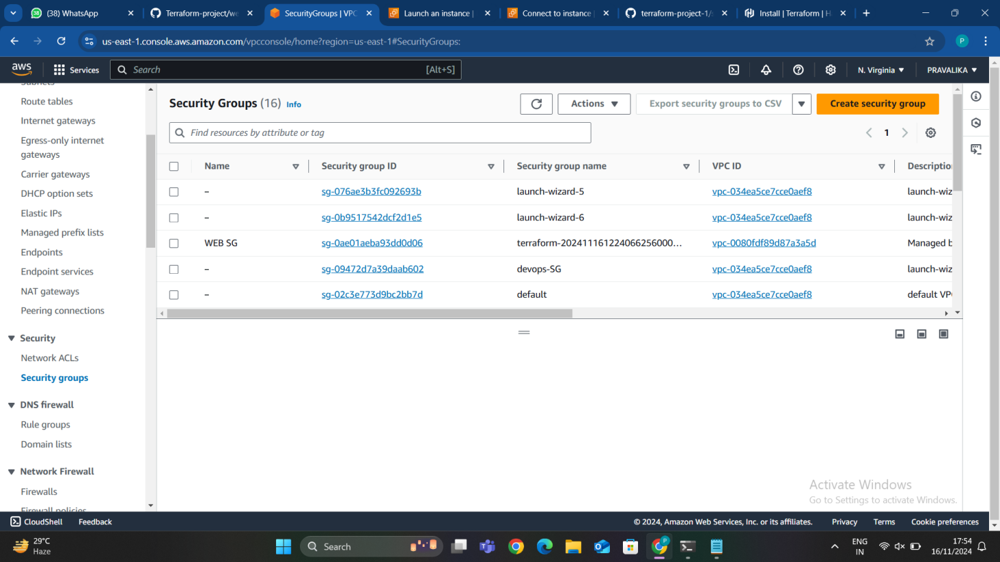 (38) WhatsApp
Terraform-project/we
SecurityGroups | VPC
Launch an instance |
Connect to instance
terraform-project-1/s
Install | Terraform | H
us-east-1.console.aws.amazon.com/vpcconsole/home?region=us-east-1#SecurityGroups:
P
aws
Services
Search
[Alt+S]
N. Virginia
PRAVALIKA
Subnets
Route tables
Internet gateways
Egress-only internet
gateways
Carrier gateways
DHCP option sets
Elastic IPs
Managed prefix lists
Endpoints
Endpoint services
NAT gateways
Peering connections
Security
Network ACLs
Security groups
DNS firewall
Rule groups
Domain lists
Network Firewall
Firewalls
Firewall policies
Security Groups (16) Info
Actions
Export security groups to CSV
Create security group
Find resources by attribute or tag
1
Name Security group ID Security group name VPC ID Descriptio
– sg-076ae3b3fc092693b launch-wizard-5 vpc-034ea5ce7cce0aef8 launch-wiz
– sg-0b9517542dcf2d1e5 launch-wizard-6 vpc-034ea5ce7cce0aef8 launch-wiz
WEB SG sg-0ae01aeba93dd0d06 terraform-202411161224066256000... vpc-0080fdf89d87a3a5d Managed b
– sg-09472d7a39daab602 devops-SG vpc-034ea5ce7cce0aef8 launch-wiz
– sg-02c3e773d9bc2bb7d default vpc-034ea5ce7cce0aef8 default VP
Activate Windows
Go to Settings to activate Windows.
CloudShell
Feedback
© 2024, Amazon Web Services, Inc. or its affiliates.
Privacy
Terms
Cookie preferences
29°C
Haze
Search
ENG
IN
17:54
16/11/2024